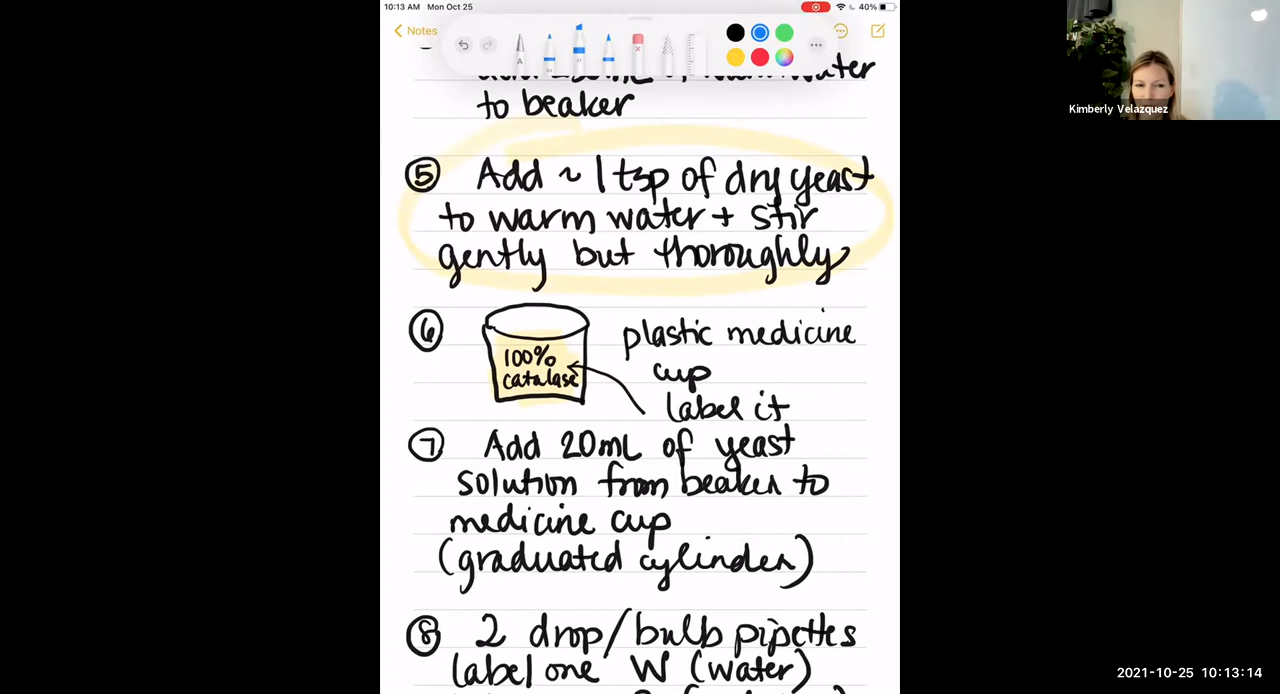 10:13 AM Mon Oct 25
40%
Notes
water
to beaker
⑤ Add ~ 1 tsp of dry yeast
to warm water + stir
gently but thoroughly
⑥ 100%
catalase
plastic medicine
cup
label it
⑦ Add 20mL of yeast
solution from beaker to
medicine cup
(graduated cylinder)
⑧ 2 drop/bulb pipettes
label one W (water)
Kimberly Velazquez
2021-10-25 10:13:14